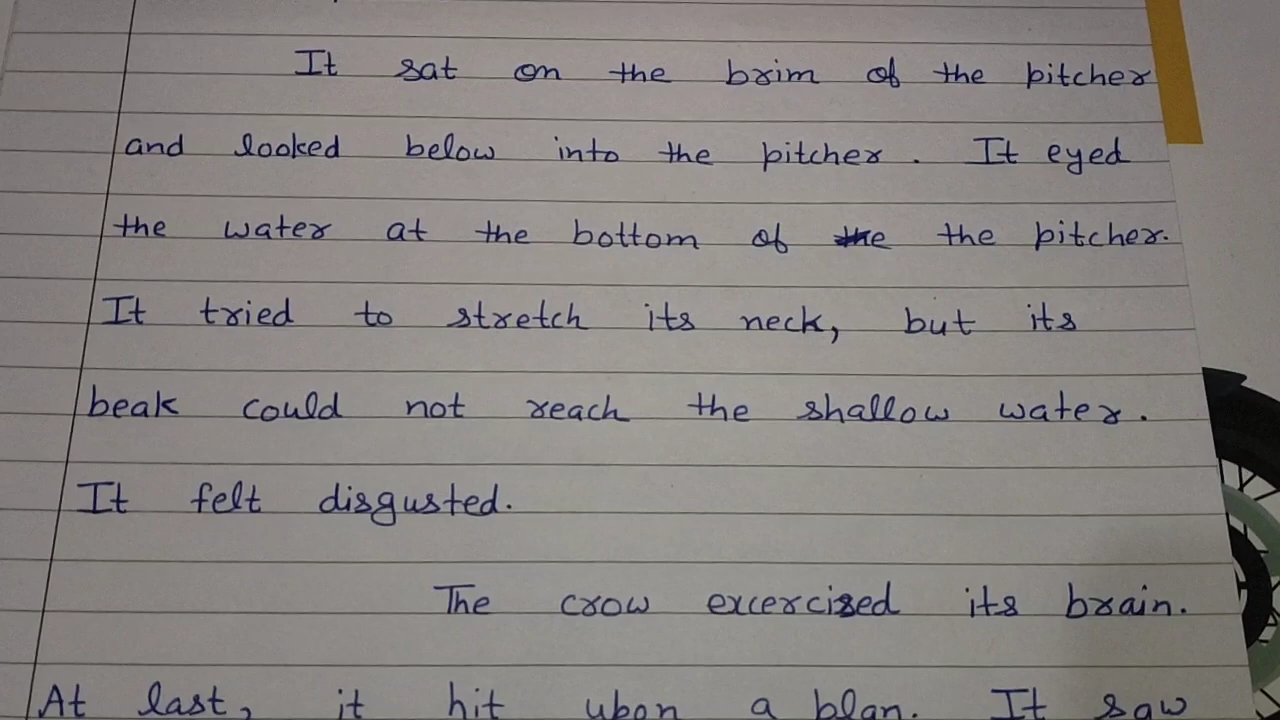 It sat on the brim of the pitcher
and looked below into the pitcher. It eyed
the water at the bottom of the the pitcher.
It tried to stretch its neck, but its
beak could not reach the shallow water.
It felt disgusted.
The crow excercised its brain.
At last, it hit upon a plan. It saw